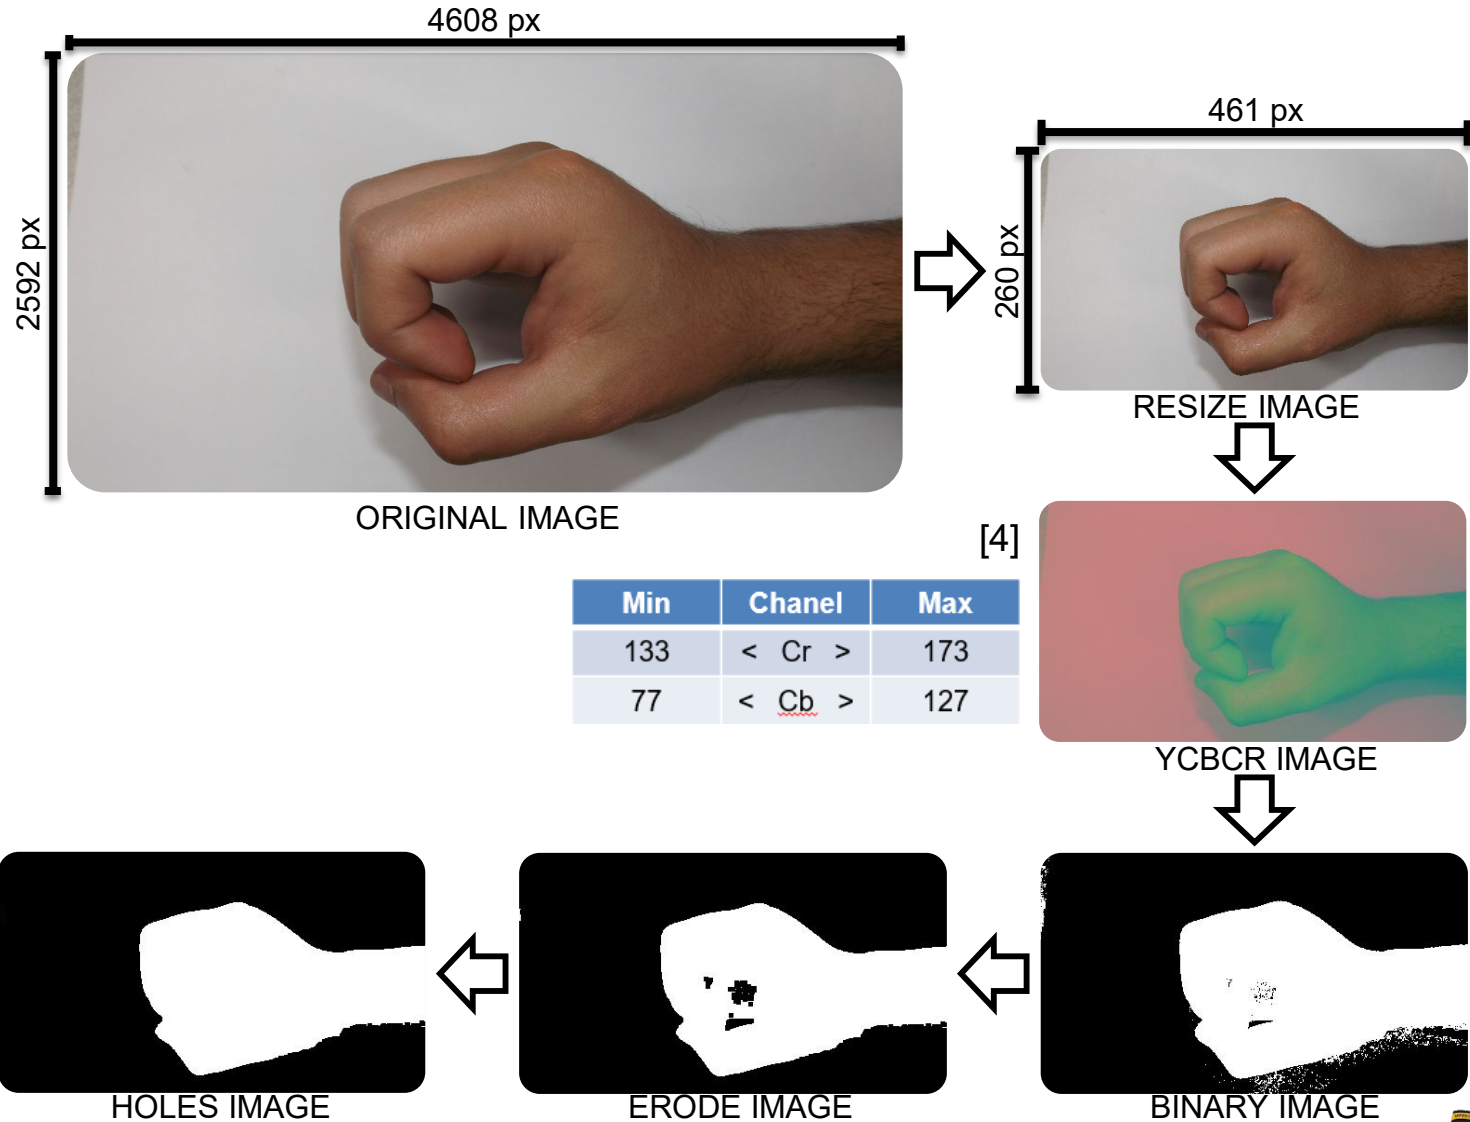 4608 px
2592 px
ORIGINAL IMAGE
461 px
260 px
RESIZE IMAGE
[4]
Min Chanel Max
133 < Cr > 173
77 < Cb > 127
YCBCR IMAGE
HOLES IMAGE
ERODE IMAGE
BINARY IMAGE